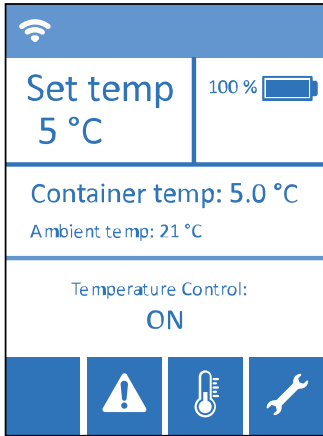 Set temp
5 °C
100 %
Container temp: 5.0 °C
Ambient temp: 21 °C
Temperature Control:
ON